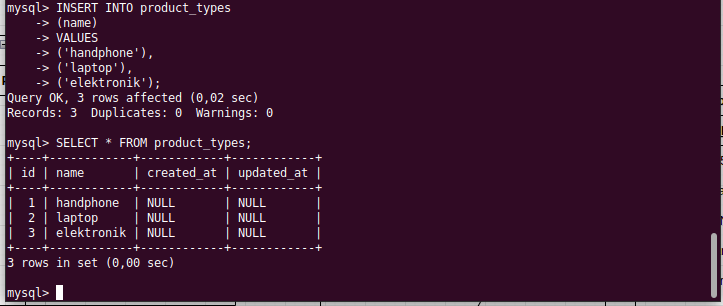 mysql> INSERT INTO product_types
    -> (name)
    -> VALUES
    -> ('handphone'),
    -> ('laptop'),
    -> ('elektronik');
Query OK, 3 rows affected (0,02 sec)
Records: 3  Duplicates: 0  Warnings: 0

mysql> SELECT * FROM product_types;
+----+------------+------------+------------+
| id | name       | created_at | updated_at |
+----+------------+------------+------------+
|  1 | handphone  | NULL       | NULL       |
|  2 | laptop     | NULL       | NULL       |
|  3 | elektronik | NULL       | NULL       |
+----+------------+------------+------------+
3 rows in set (0,00 sec)

mysql>